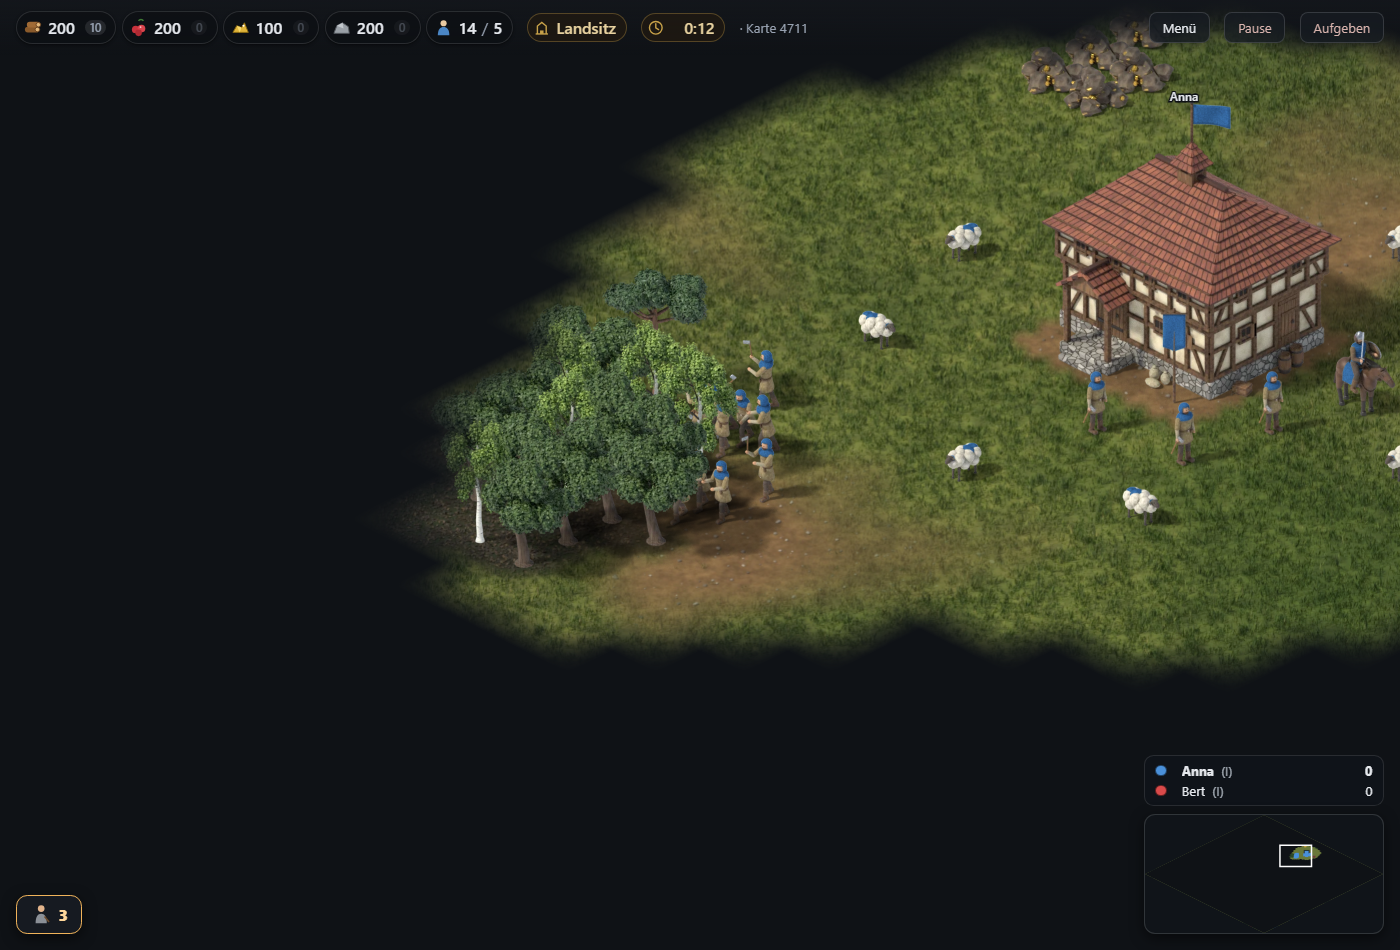 200 10 200 0 100 0 200 0 14 / 5 Landsitz 0:12 · Karte 4711 Menü Pause Aufgeben
Anna
Anna (I) 0
Bert (I) 0
3